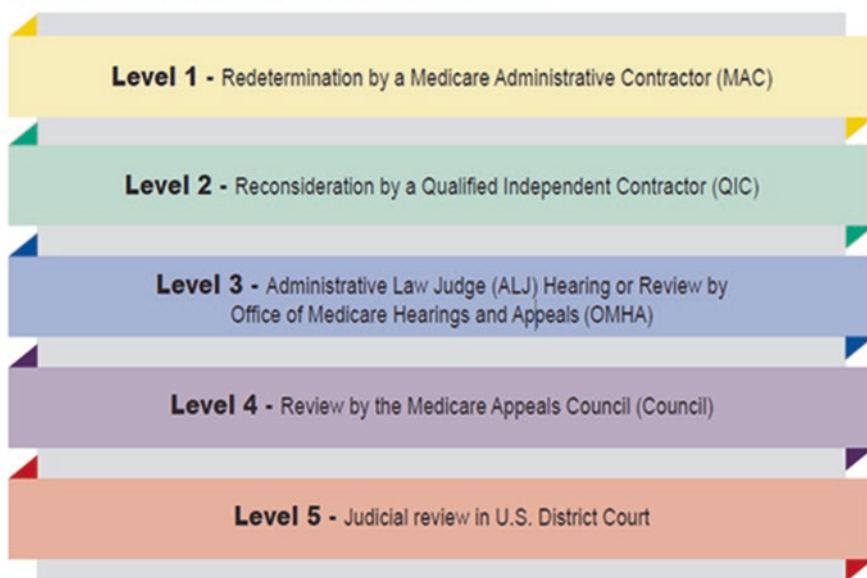 Level 1 - Redetermination by a Medicare Administrative Contractor (MAC)
Level 2 - Reconsideration by a Qualified Independent Contractor (QIC)
Level 3 - Administrative Law Judge (ALJ) Hearing or Review by
Office of Medicare Hearings and Appeals (OMHA)
Level 4 - Review by the Medicare Appeals Council (Council)
Level 5 - Judicial review in U.S. District Court